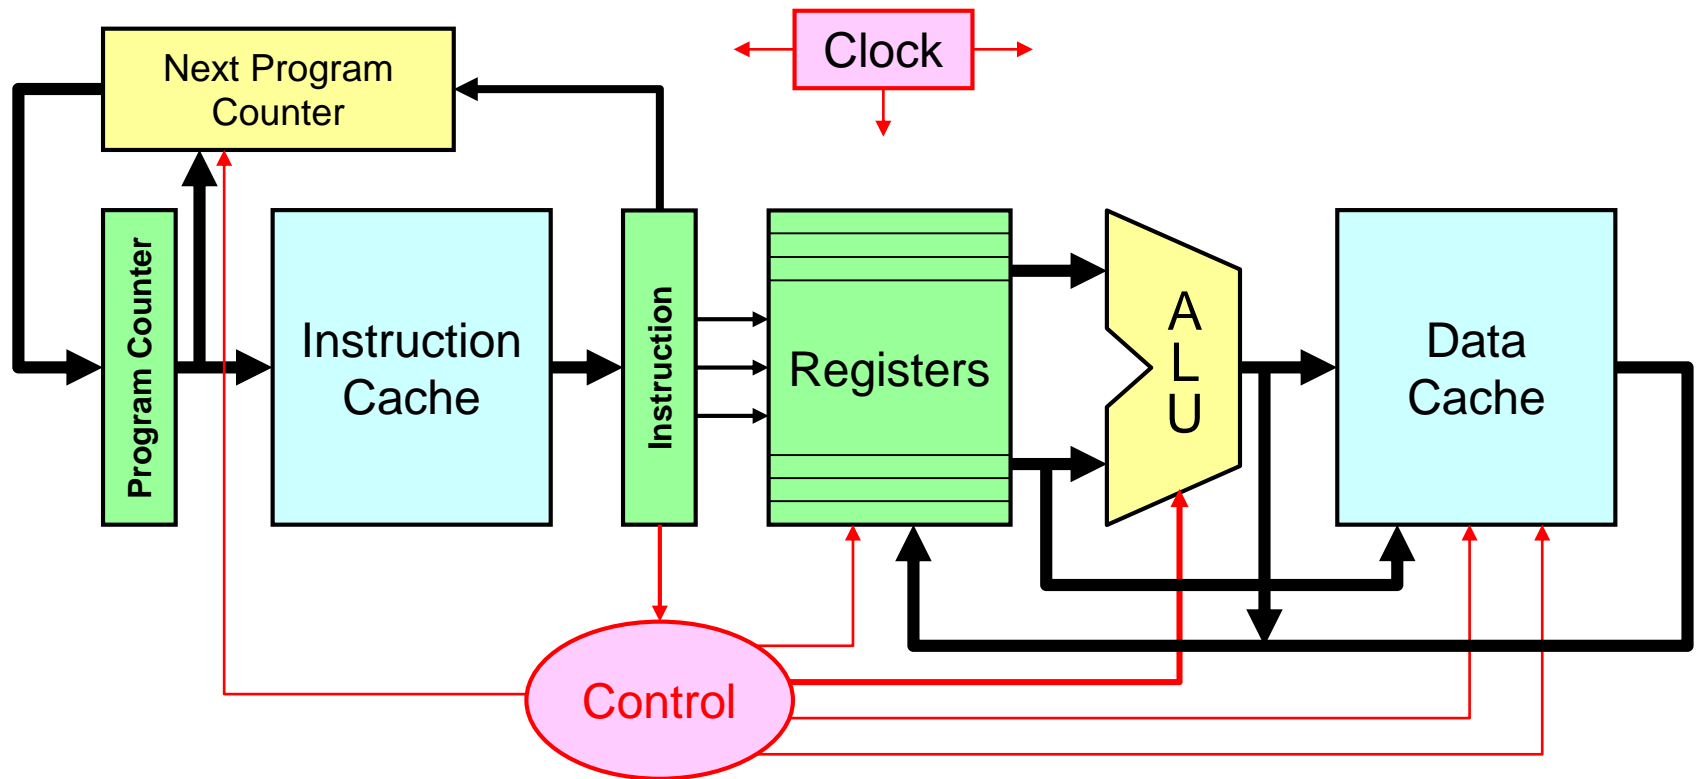 Clock
Next Program
Counter
Program Counter
Instruction
Cache
Instruction
Registers
A
L
U
Data
Cache
Control